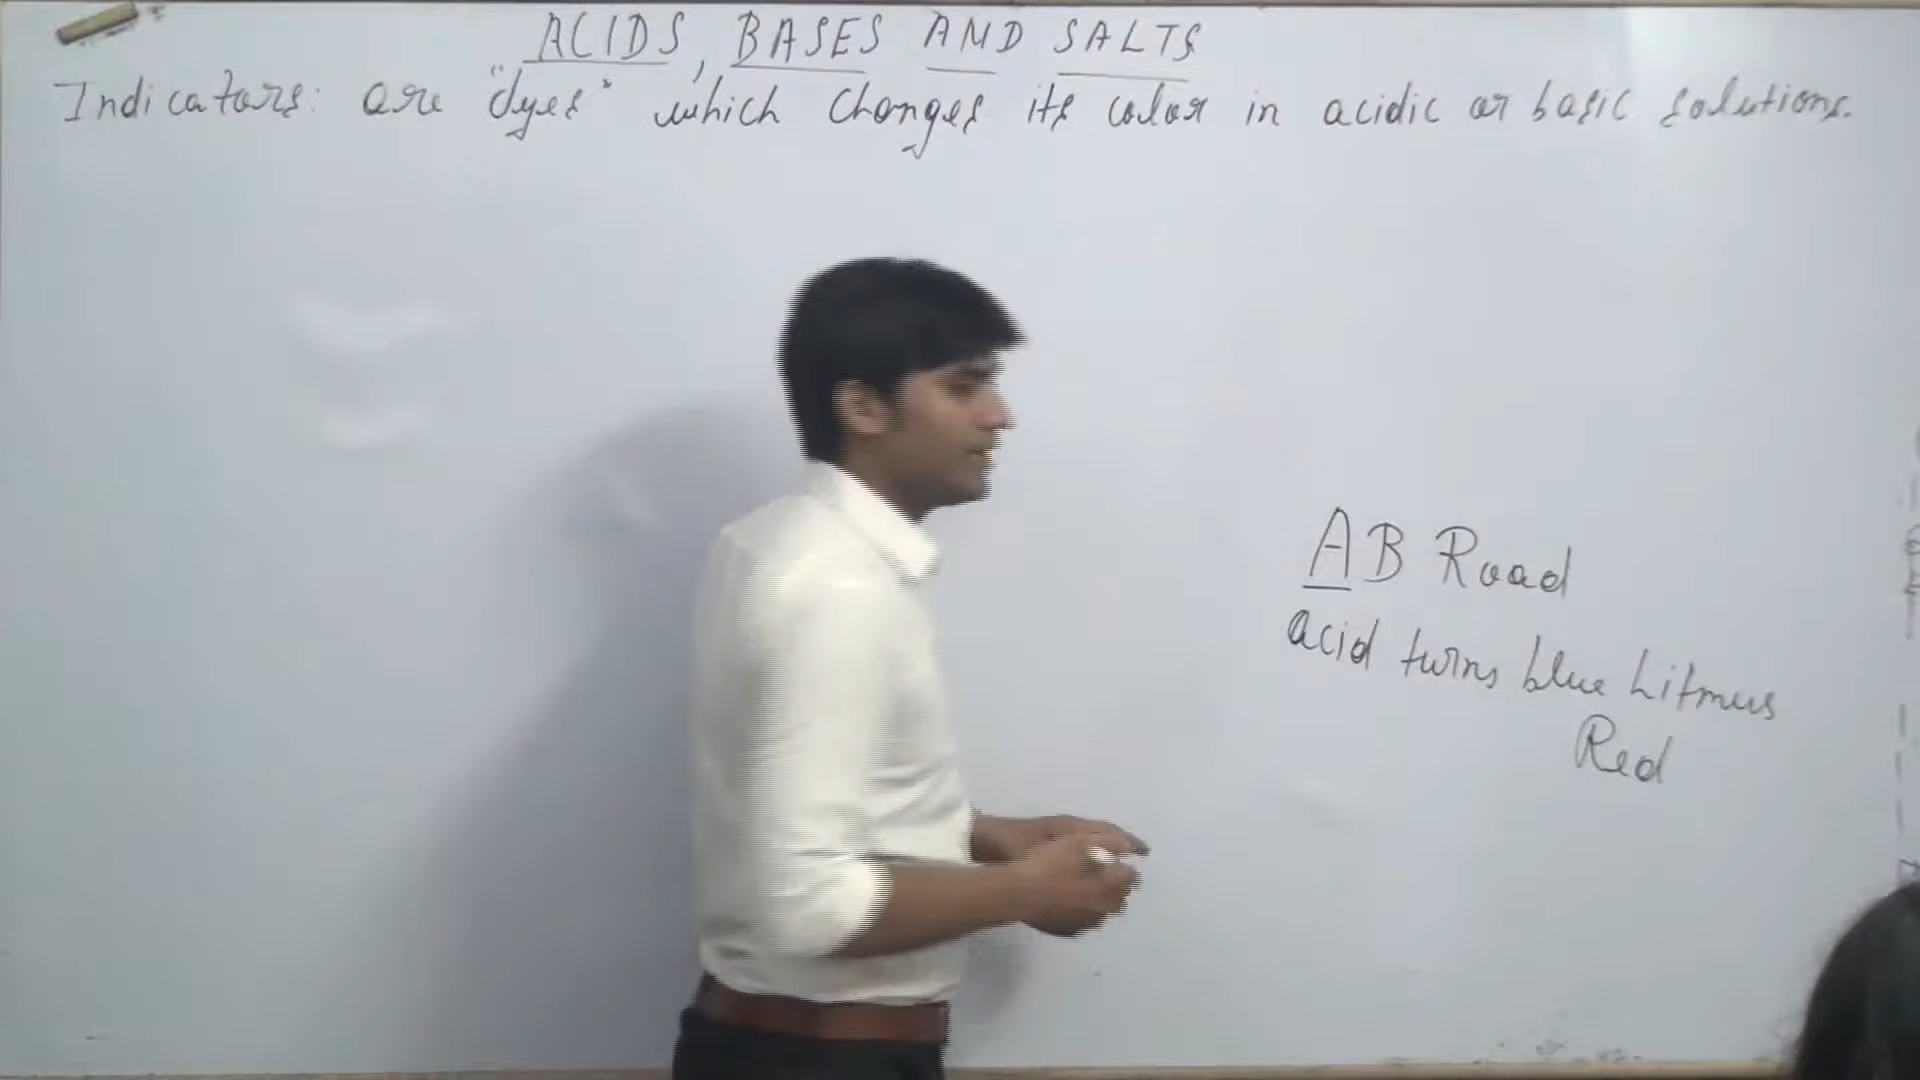 ACIDS, BASES AND SALTS
Indicators: are "dyes" which changes its color in acidic or basic solutions.
AB Road
acid turns blue Litmus
Red